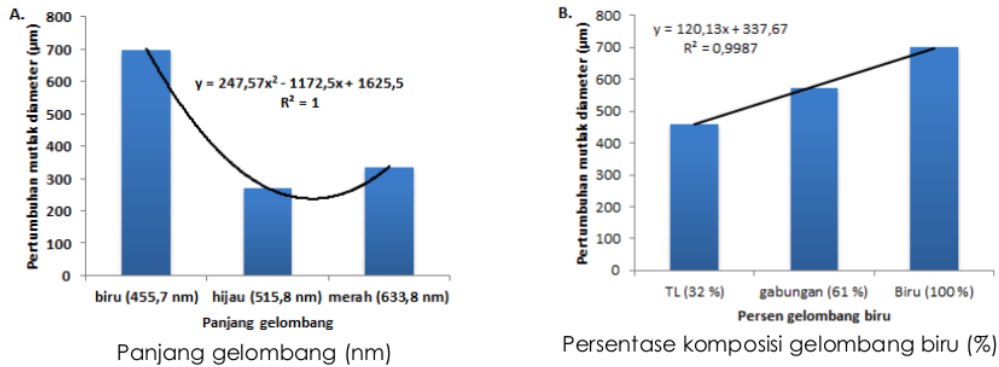 A.
Pertumbuhan mutlak diameter (µm)
800
700
600
500
400
300
200
100
0
y = 247,57x² - 1172,5x + 1625,5
R² = 1
biru (455,7 nm) hijau (515,8 nm) merah (633,8 nm)
Panjang gelombang
Panjang gelombang (nm)
B.
Pertumbuhan mutlak diameter (µm)
800
700
600
500
400
300
200
100
0
y = 120,13x + 337,67
R² = 0,9987
TL (32 %) gabungan (61 %) Biru (100 %)
Persen gelombang biru
Persentase komposisi gelombang biru (%)